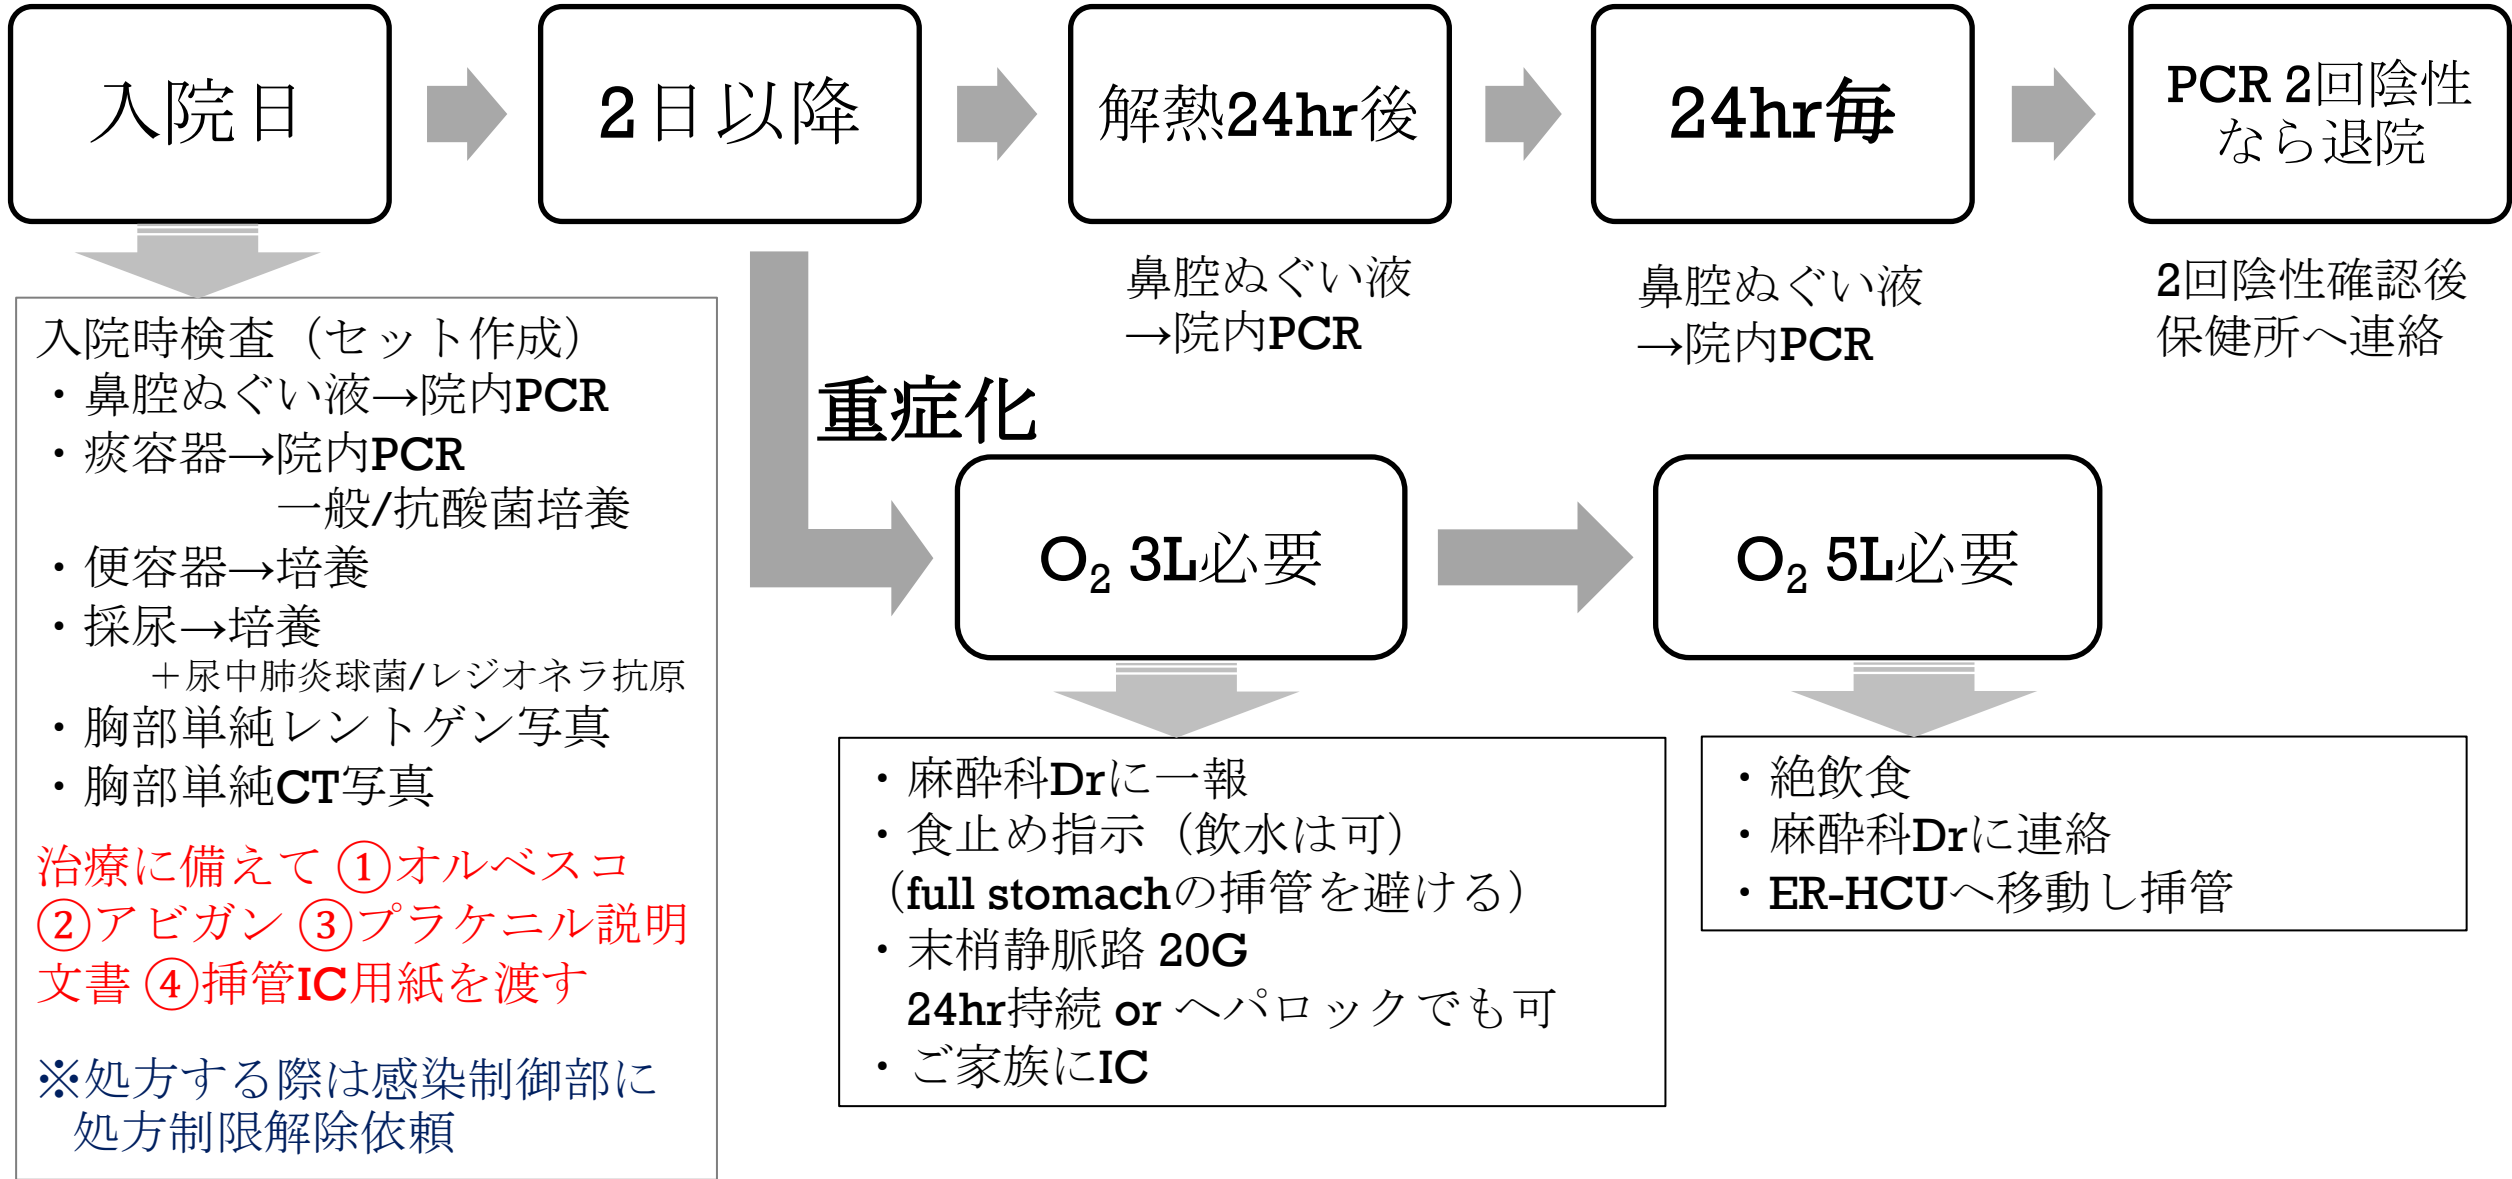 入院日
2日以降
解熱24hr後
24hr毎
PCR 2回陰性
なら退院
鼻腔ぬぐい液
→院内PCR
鼻腔ぬぐい液
→院内PCR
2回陰性確認後
保健所へ連絡
入院時検査（セット作成）
・鼻腔ぬぐい液→院内PCR
・痰容器→院内PCR
一般/抗酸菌培養
・便容器→培養
・採尿→培養
＋尿中肺炎球菌/レジオネラ抗原
・胸部単純レントゲン写真
・胸部単純CT写真
治療に備えて ①オルベスコ
②アビガン ③プラケニル説明
文書 ④挿管IC用紙を渡す
※処方する際は感染制御部に
処方制限解除依頼
重症化
O₂ 3L必要
O₂ 5L必要
・麻酔科Drに一報
・食止め指示（飲水は可）
（full stomachの挿管を避ける）
・末梢静脈路 20G
24hr持続 or ヘパロックでも可
・ご家族にIC
・絶飲食
・麻酔科Drに連絡
・ER-HCUへ移動し挿管